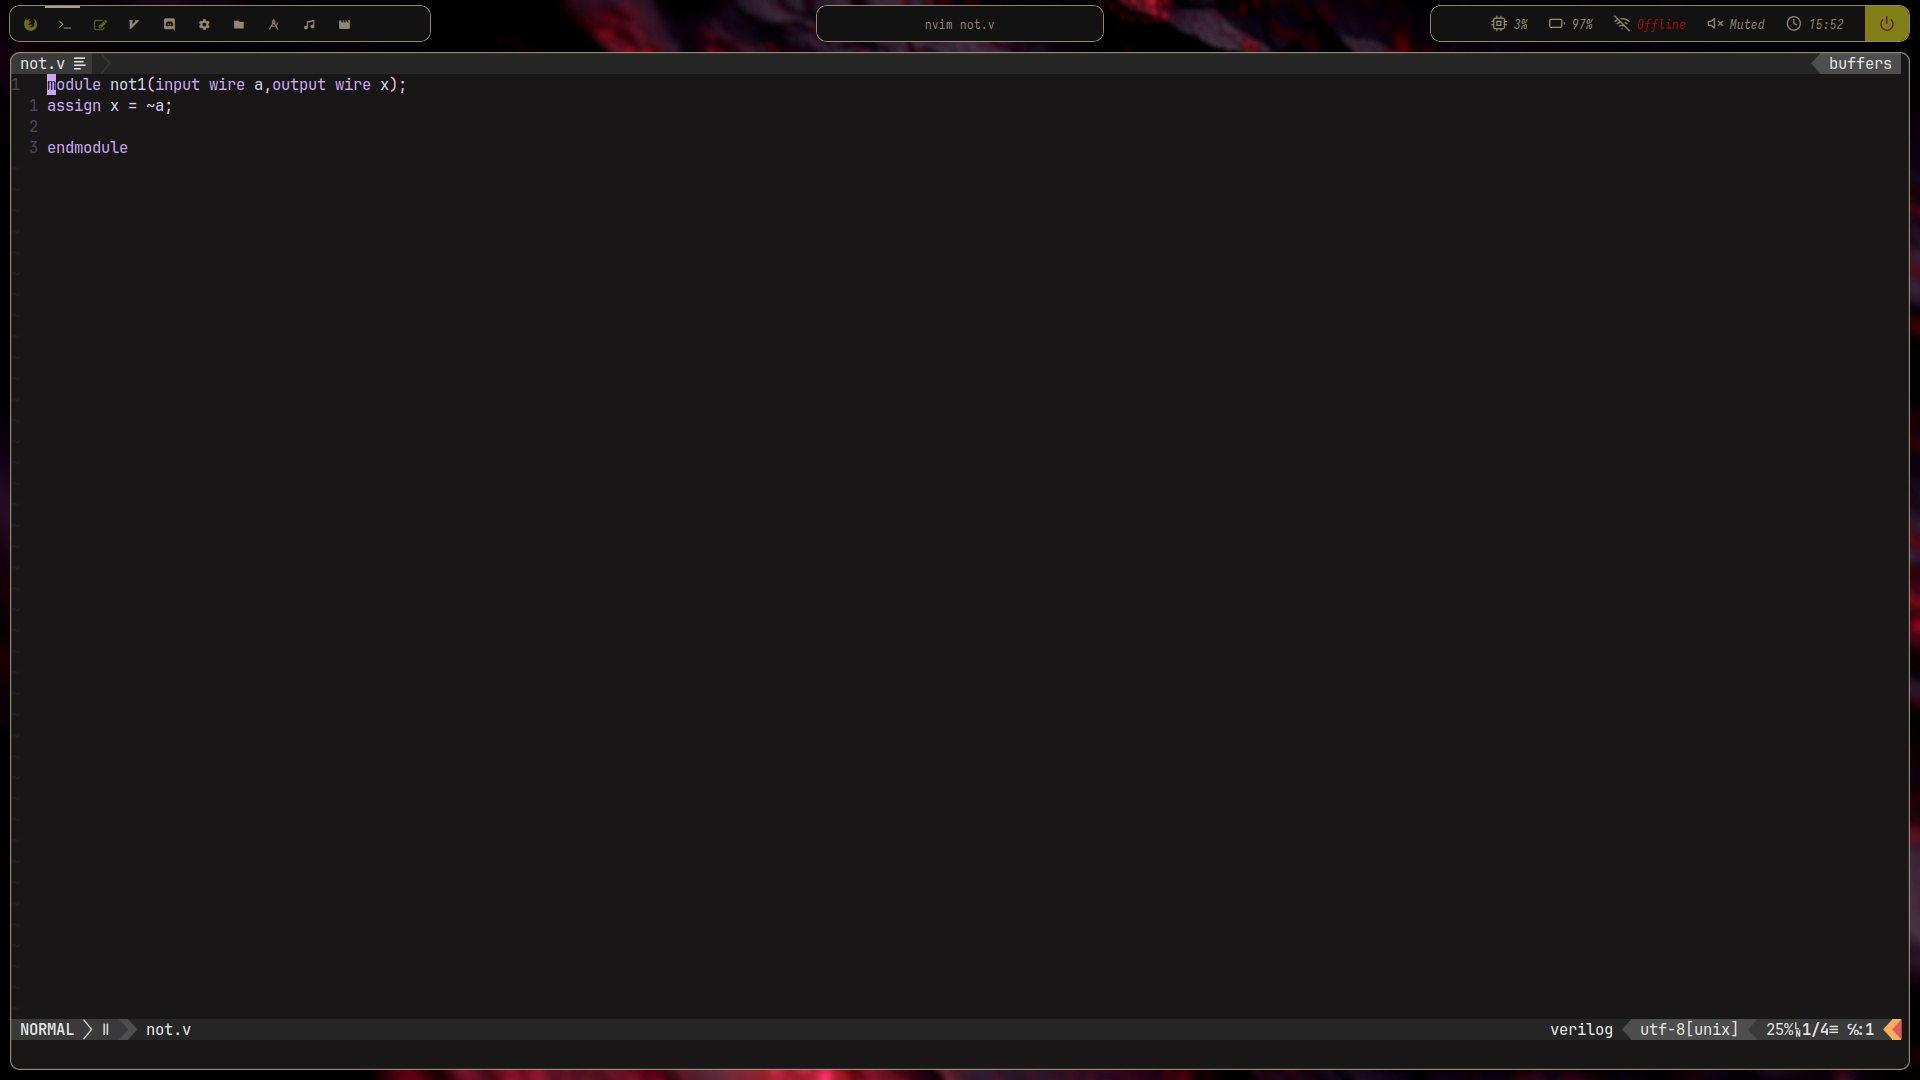 nvim not.v
3% 97% Offline Muted 15:52
not.v buffers
1 module not1(input wire a,output wire x);
1 assign x = ~a;
2
3 endmodule
NORMAL not.v verilog utf-8[unix] 25% 1/4≡ ℅:1